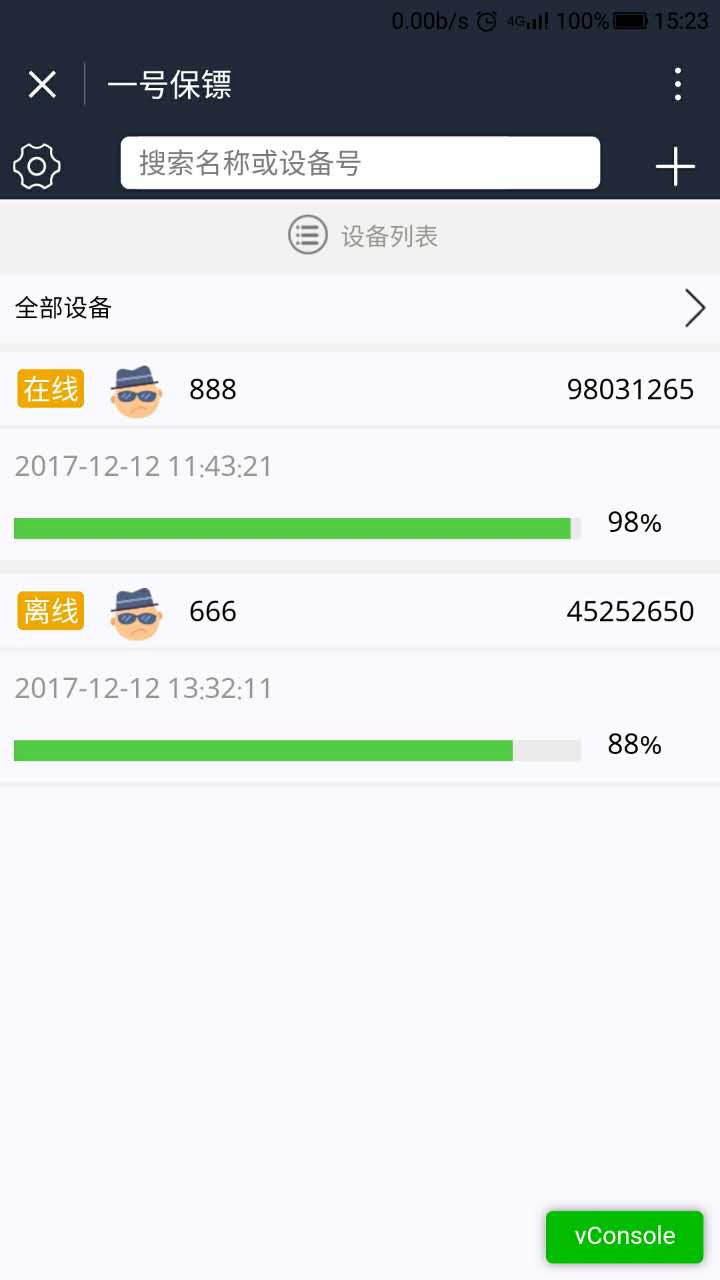 0.00b/s 4G 100% 15:23
一号保镖
搜索名称或设备号
设备列表
全部设备
在线 888 98031265
2017-12-12 11:43:21
98%
离线 666 45252650
2017-12-12 13:32:11
88%
vConsole